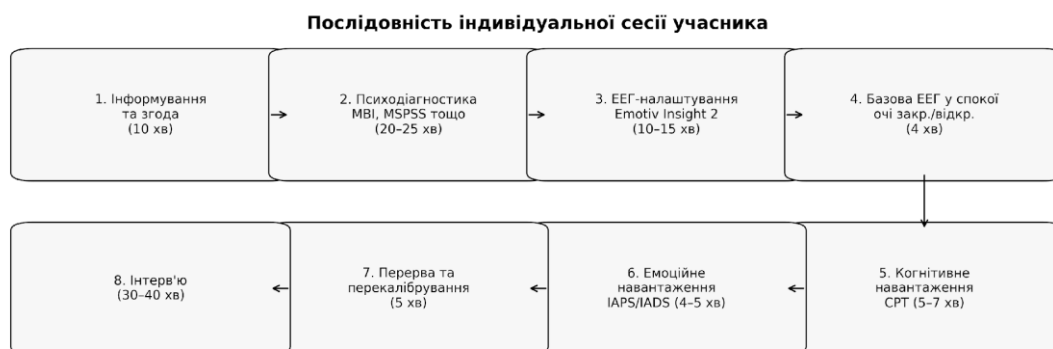 Послідовність індивідуальної сесії учасника
1. Інформування
та згода
(10 хв)
2. Психодіагностика
MBI, MSPSS тощо
(20–25 хв)
3. ЕЕГ-налаштування
Emotiv Insight 2
(10–15 хв)
4. Базова ЕЕГ у спокої
очі закр./відкр.
(4 хв)
5. Когнітивне
навантаження
CPT (5–7 хв)
6. Емоційне
навантаження
IAPS/IADS (4–5 хв)
7. Перерва та
перекалібрування
(5 хв)
8. Інтерв'ю
(30–40 хв)